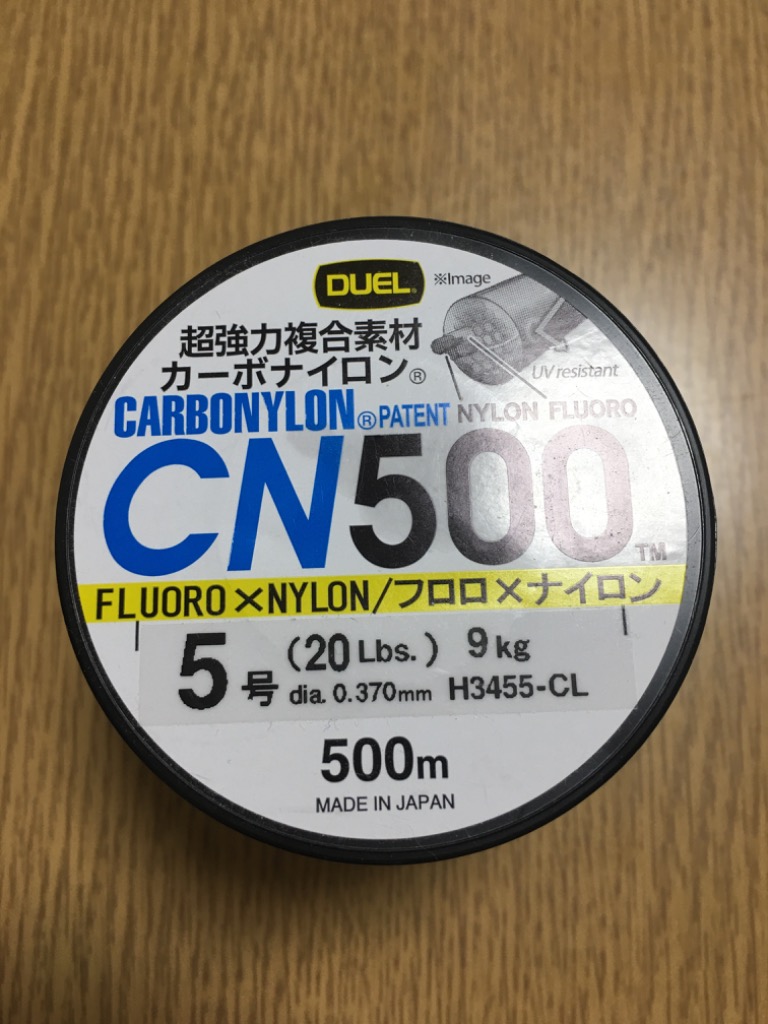 DUEL®
※Image
超強力複合素材
カーボナイロン®
UV resistant
CARBONYLON®PATENT NYLON FLUORO
CN500™
FLUORO×NYLON/フロロ×ナイロン
5号 (20 Lbs.) 9kg
dia. 0.370mm H3455-CL
500m
MADE IN JAPAN